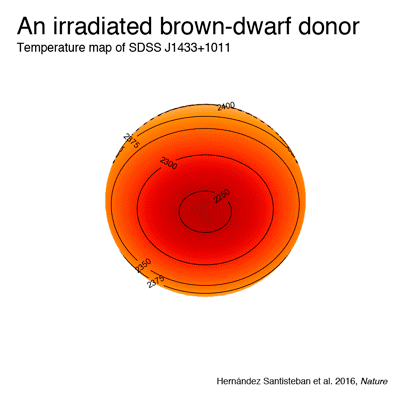 An irradiated brown-dwarf donor
Temperature map of SDSS J1433+1011
2400
2375
2300
2250
2350
2375
Hernández Santisteban et al. 2016, Nature